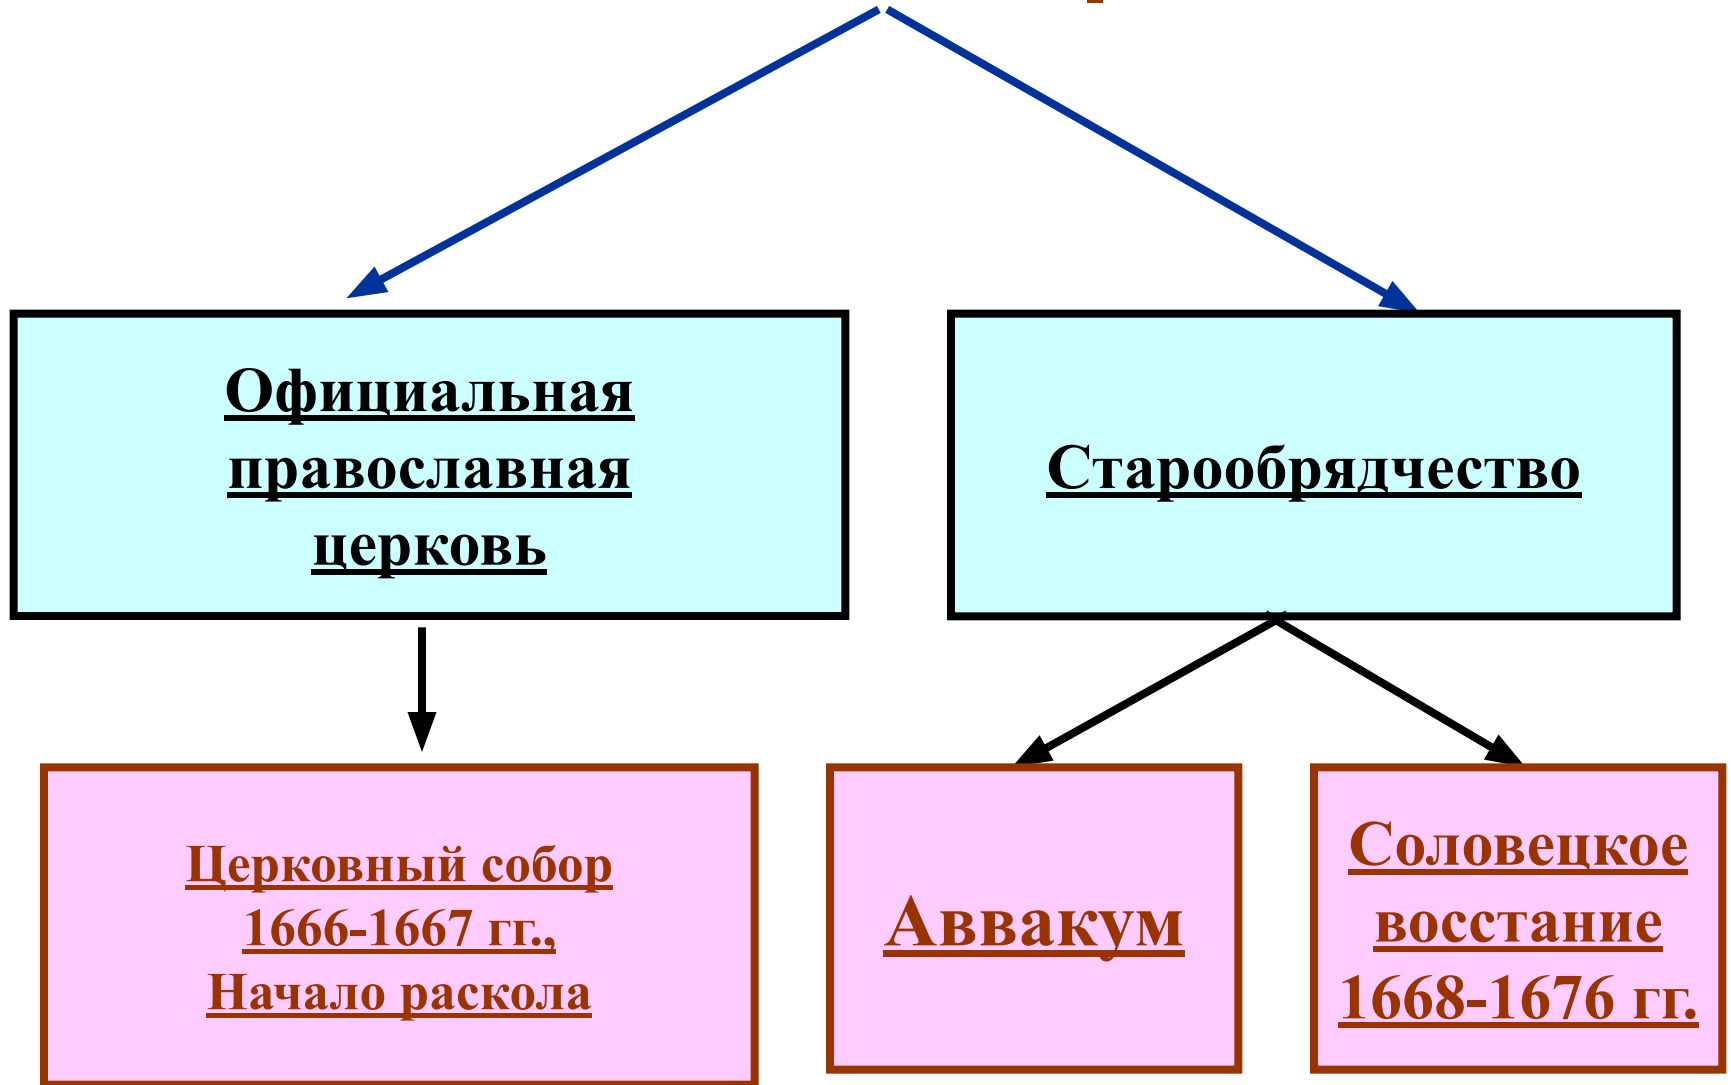 Официальная
православная
церковь
Старообрядчество
Церковный собор
1666-1667 гг.,
Начало раскола
Аввакум
Соловецкое
восстание
1668-1676 гг.